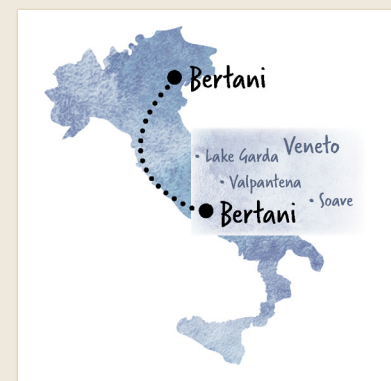 Bertani
Veneto
• Lake Garda
• Valpantena
• Soave
Bertani